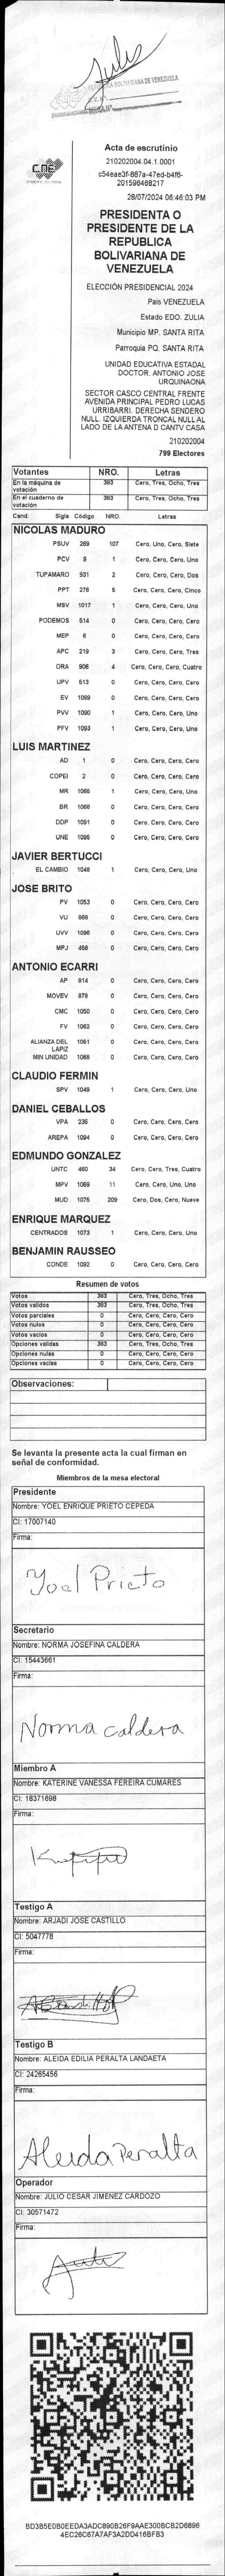 REPUBLICA BOLIVARIANA DE VENEZUELA
CNE
Acta de escrutinio
210202004.04.1.0001
c54eae3f-887a-47ed-b4f6-
201596468217
28/07/2024 06:46:03 PM
PRESIDENTA O
PRESIDENTE DE LA
REPUBLICA
BOLIVARIANA DE
VENEZUELA
ELECCIÓN PRESIDENCIAL 2024
Pais VENEZUELA
Estado EDO. ZULIA
Municipio MP. SANTA RITA
Parroquia PQ. SANTA RITA
UNIDAD EDUCATIVA ESTADAL
DOCTOR. ANTONIO JOSE
URQUINAONA
SECTOR CASCO CENTRAL FRENTE
AVENIDA PRINCIPAL PEDRO LUCAS
URRIBARRI. DERECHA SENDERO
NULL. IZQUIERDA TRONCAL NULL AL
LADO DE LA ANTENA D CANTV CASA
210202004
799 Electores
Votantes NRO. Letras
En la máquina de votación 383 Cero, Tres, Ocho, Tres
En el cuaderno de votación 383 Cero, Tres, Ocho, Tres
Cand. Sigla Código NRO. Letras
NICOLAS MADURO
PSUV 269 107 Cero, Uno, Cero, Siete
PCV 9 1 Cero, Cero, Cero, Uno
TUPAMARO 931 2 Cero, Cero, Cero, Dos
PPT 276 5 Cero, Cero, Cero, Cinco
MSV 1017 1 Cero, Cero, Cero, Uno
PODEMOS 514 0 Cero, Cero, Cero, Cero
MEP 6 0 Cero, Cero, Cero, Cero
APC 219 3 Cero, Cero, Cero, Tres
ORA 906 4 Cero, Cero, Cero, Cuatro
UPV 513 0 Cero, Cero, Cero, Cero
EV 1089 0 Cero, Cero, Cero, Cero
PVV 1090 1 Cero, Cero, Cero, Uno
PFV 1093 1 Cero, Cero, Cero, Uno
LUIS MARTINEZ
AD 1 0 Cero, Cero, Cero, Cero
COPEI 2 0 Cero, Cero, Cero, Cero
MR 1065 1 Cero, Cero, Cero, Uno
BR 1066 0 Cero, Cero, Cero, Cero
DDP 1091 0 Cero, Cero, Cero, Cero
UNE 1095 0 Cero, Cero, Cero, Cero
JAVIER BERTUCCI
EL CAMBIO 1048 1 Cero, Cero, Cero, Uno
JOSE BRITO
PV 1053 0 Cero, Cero, Cero, Cero
VU 868 0 Cero, Cero, Cero, Cero
UVV 1096 0 Cero, Cero, Cero, Cero
MPJ 458 0 Cero, Cero, Cero, Cero
ANTONIO ECARRI
AP 914 0 Cero, Cero, Cero, Cero
MOVEV 878 0 Cero, Cero, Cero, Cero
CMC 1050 0 Cero, Cero, Cero, Cero
FV 1062 0 Cero, Cero, Cero, Cero
ALIANZA DEL LAPIZ 1051 0 Cero, Cero, Cero, Cero
MIN UNIDAD 1088 0 Cero, Cero, Cero, Cero
CLAUDIO FERMIN
SPV 1049 1 Cero, Cero, Cero, Uno
DANIEL CEBALLOS
VPA 236 0 Cero, Cero, Cero, Cero
AREPA 1094 0 Cero, Cero, Cero, Cero
EDMUNDO GONZALEZ
UNTC 460 34 Cero, Cero, Tres, Cuatro
MPV 1069 11 Cero, Cero, Uno, Uno
MUD 1075 209 Cero, Dos, Cero, Nueve
ENRIQUE MARQUEZ
CENTRADOS 1073 1 Cero, Cero, Cero, Uno
BENJAMIN RAUSSEO
CONDE 1092 0 Cero, Cero, Cero, Cero
Resumen de votos
Votos 383 Cero, Tres, Ocho, Tres
Votos validos 383 Cero, Tres, Ocho, Tres
Votos parciales 0 Cero, Cero, Cero, Cero
Votos nulos 0 Cero, Cero, Cero, Cero
Votos vacios 0 Cero, Cero, Cero, Cero
Opciones validas 383 Cero, Tres, Ocho, Tres
Opciones nulas 0 Cero, Cero, Cero, Cero
Opciones vacias 0 Cero, Cero, Cero, Cero
Observaciones:
Se levanta la presente acta la cual firman en
señal de conformidad.
Miembros de la mesa electoral
Presidente
Nombre: YOEL ENRIQUE PRIETO CEPEDA
CI: 17007140
Firma:
Yoel Prieto
Secretario
Nombre: NORMA JOSEFINA CALDERA
CI: 15443661
Firma:
Norma caldera
Miembro A
Nombre: KATERINE VANESSA FEREIRA CUMARES
CI: 18371698
Firma:
Testigo A
Nombre: ARJADI JOSE CASTILLO
CI: 5047778
Firma:
Testigo B
Nombre: ALEIDA EDILIA PERALTA LANDAETA
CI: 24265456
Firma:
Aleida Peralta
Operador
Nombre: JULIO CESAR JIMENEZ CARDOZO
CI: 30571472
Firma:
BD3B5E0B0EEDA3ADC890B26F9AAE300BCB2D6896
4EC26C67A7AF3A2DD416BFB3